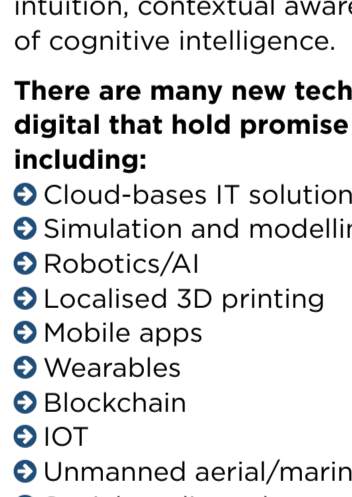 intuition, contextual aware
of cognitive intelligence.
There are many new tech
digital that hold promise
including:
Cloud-bases IT solution
Simulation and modellin
Robotics/AI
Localised 3D printing
Mobile apps
Wearables
Blockchain
IOT
Unmanned aerial/marin